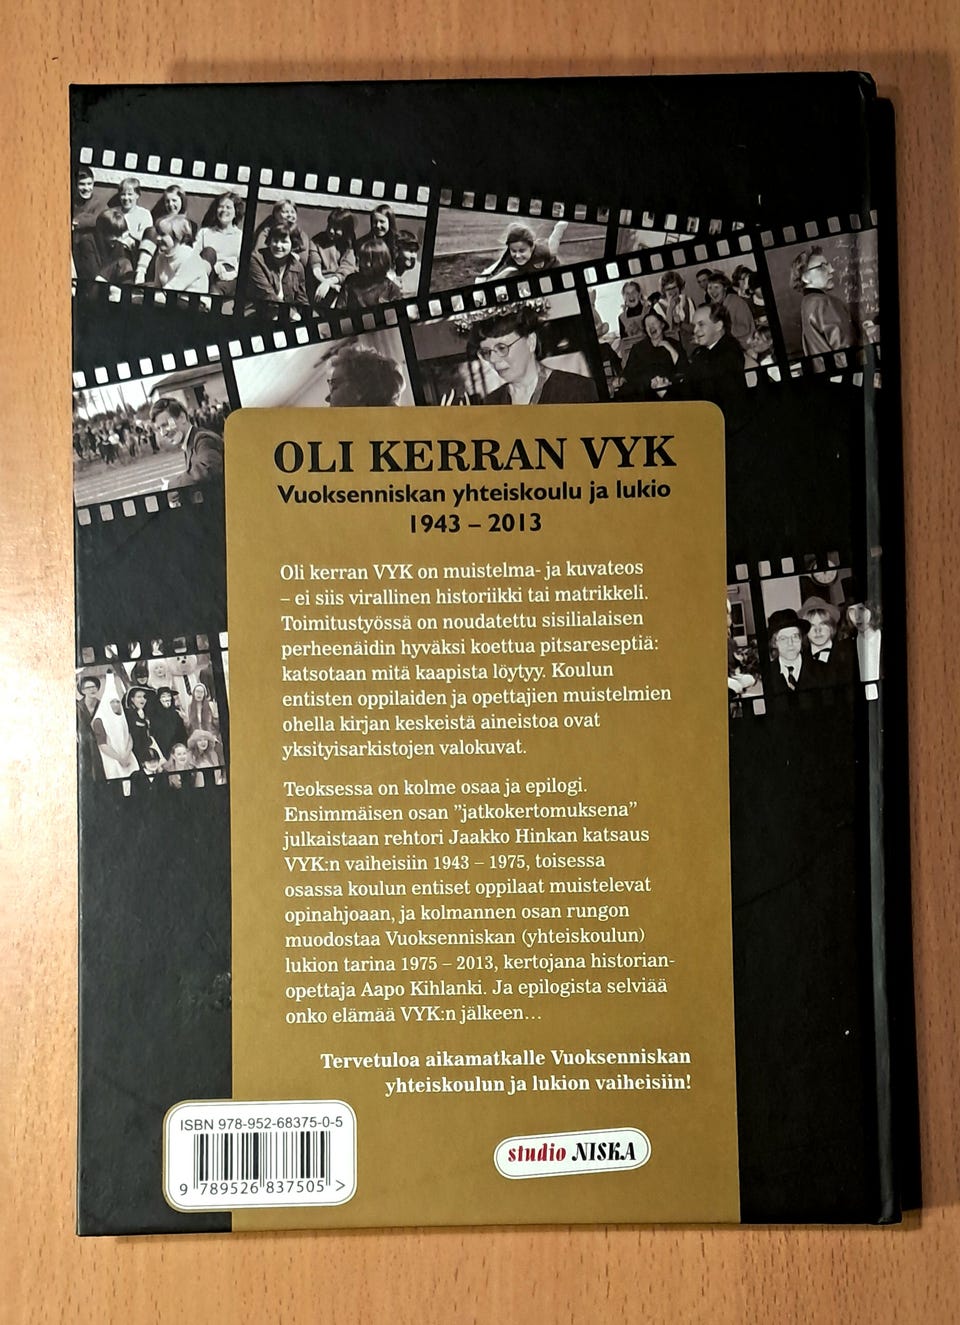 OLI KERRAN VYK
Vuoksenniskan yhteiskoulu ja lukio
1943 – 2013
Oli kerran VYK on muistelma- ja kuvateos
– ei siis virallinen historiikki tai matrikkeli.
Toimitustyössä on noudatettu sisilialaisen
perheenäidin hyväksi koettua pitsareseptiä:
katsotaan mitä kaapista löytyy. Koulun
entisten oppilaiden ja opettajien muistelmien
ohella kirjan keskeistä aineistoa ovat
yksityisarkistojen valokuvat.
Teoksessa on kolme osaa ja epilogi.
Ensimmäisen osan ”jatkokertomuksena”
julkaistaan rehtori Jaakko Hinkan katsaus
VYK:n vaiheisiin 1943 – 1975, toisessa
osassa koulun entiset oppilaat muistelevat
opinahjoaan, ja kolmannen osan rungon
muodostaa Vuoksenniskan (yhteiskoulun)
lukion tarina 1975 – 2013, kertojana historian-
opettaja Aapo Kihlanki. Ja epilogista selviää
onko elämää VYK:n jälkeen...
Tervetuloa aikamatkalle Vuoksenniskan
yhteiskoulun ja lukion vaiheisiin!
ISBN 978-952-68375-0-5
9 789526 837505 >
studio NISKA